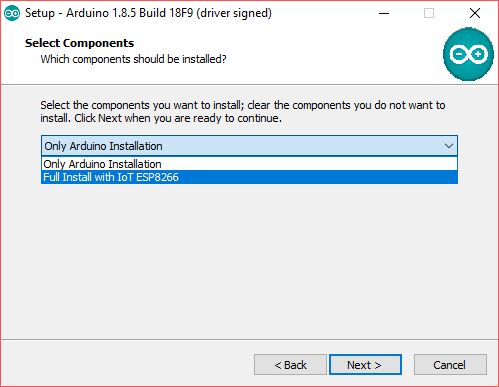 Setup - Arduino 1.8.5 Build 18F9 (driver signed)
Select Components
Which components should be installed?
Select the components you want to install; clear the components you do not want to
install. Click Next when you are ready to continue.
Only Arduino Installation
Only Arduino Installation
Full Install with IoT ESP8266
< Back
Next >
Cancel